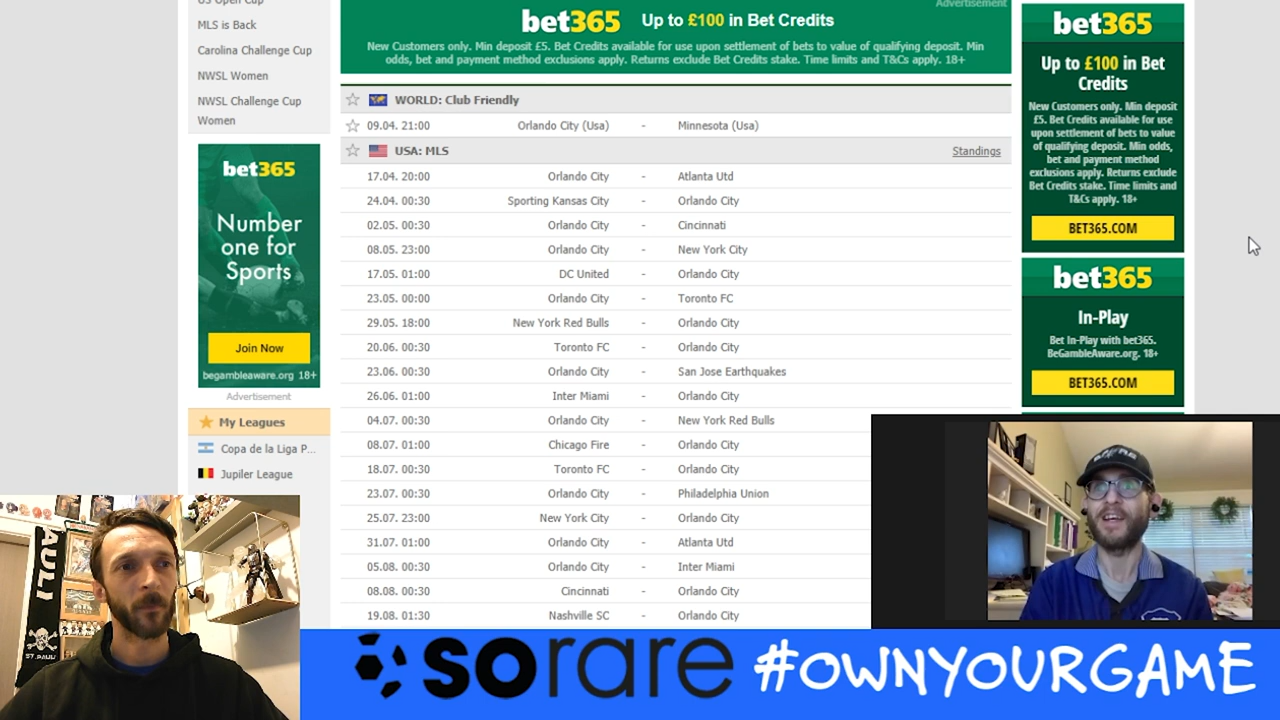 US Open Cup
MLS is Back
Carolina Challenge Cup
NWSL Women
NWSL Challenge Cup
Women
bet365
Number
one for
Sports
Join Now
begambleaware.org 18+
Advertisement
My Leagues
Copa de la Liga P...
Jupiler League
Advertisement
bet365 Up to £100 in Bet Credits
New Customers only. Min deposit £5. Bet Credits available for use upon settlement of bets to value of qualifying deposit. Min
odds, bet and payment method exclusions apply. Returns exclude Bet Credits stake. Time limits and T&Cs apply. 18+
WORLD: Club Friendly
09.04. 21:00 Orlando City (Usa) - Minnesota (Usa)
USA: MLS Standings
17.04. 20:00 Orlando City - Atlanta Utd
24.04. 00:30 Sporting Kansas City - Orlando City
02.05. 00:30 Orlando City - Cincinnati
08.05. 23:00 Orlando City - New York City
17.05. 01:00 DC United - Orlando City
23.05. 00:00 Orlando City - Toronto FC
29.05. 18:00 New York Red Bulls - Orlando City
20.06. 00:30 Toronto FC - Orlando City
23.06. 00:30 Orlando City - San Jose Earthquakes
26.06. 01:00 Inter Miami - Orlando City
04.07. 00:30 Orlando City - New York Red Bulls
08.07. 01:00 Chicago Fire - Orlando City
18.07. 00:30 Toronto FC - Orlando City
23.07. 00:30 Orlando City - Philadelphia Union
25.07. 23:00 New York City - Orlando City
31.07. 01:00 Orlando City - Atlanta Utd
05.08. 00:30 Orlando City - Inter Miami
08.08. 00:30 Cincinnati - Orlando City
19.08. 01:30 Nashville SC - Orlando City
bet365
Up to £100 in Bet
Credits
New Customers only. Min deposit
£5. Bet Credits available for use
upon settlement of bets to value
of qualifying deposit. Min odds,
bet and payment method
exclusions apply. Returns exclude
Bet Credits stake. Time limits and
T&Cs apply. 18+
BET365.COM
bet365
In-Play
Bet In-Play with bet365.
BeGambleAware.org. 18+
BET365.COM
AULI
ST. PAULI
sorare #OWNYOURGAME